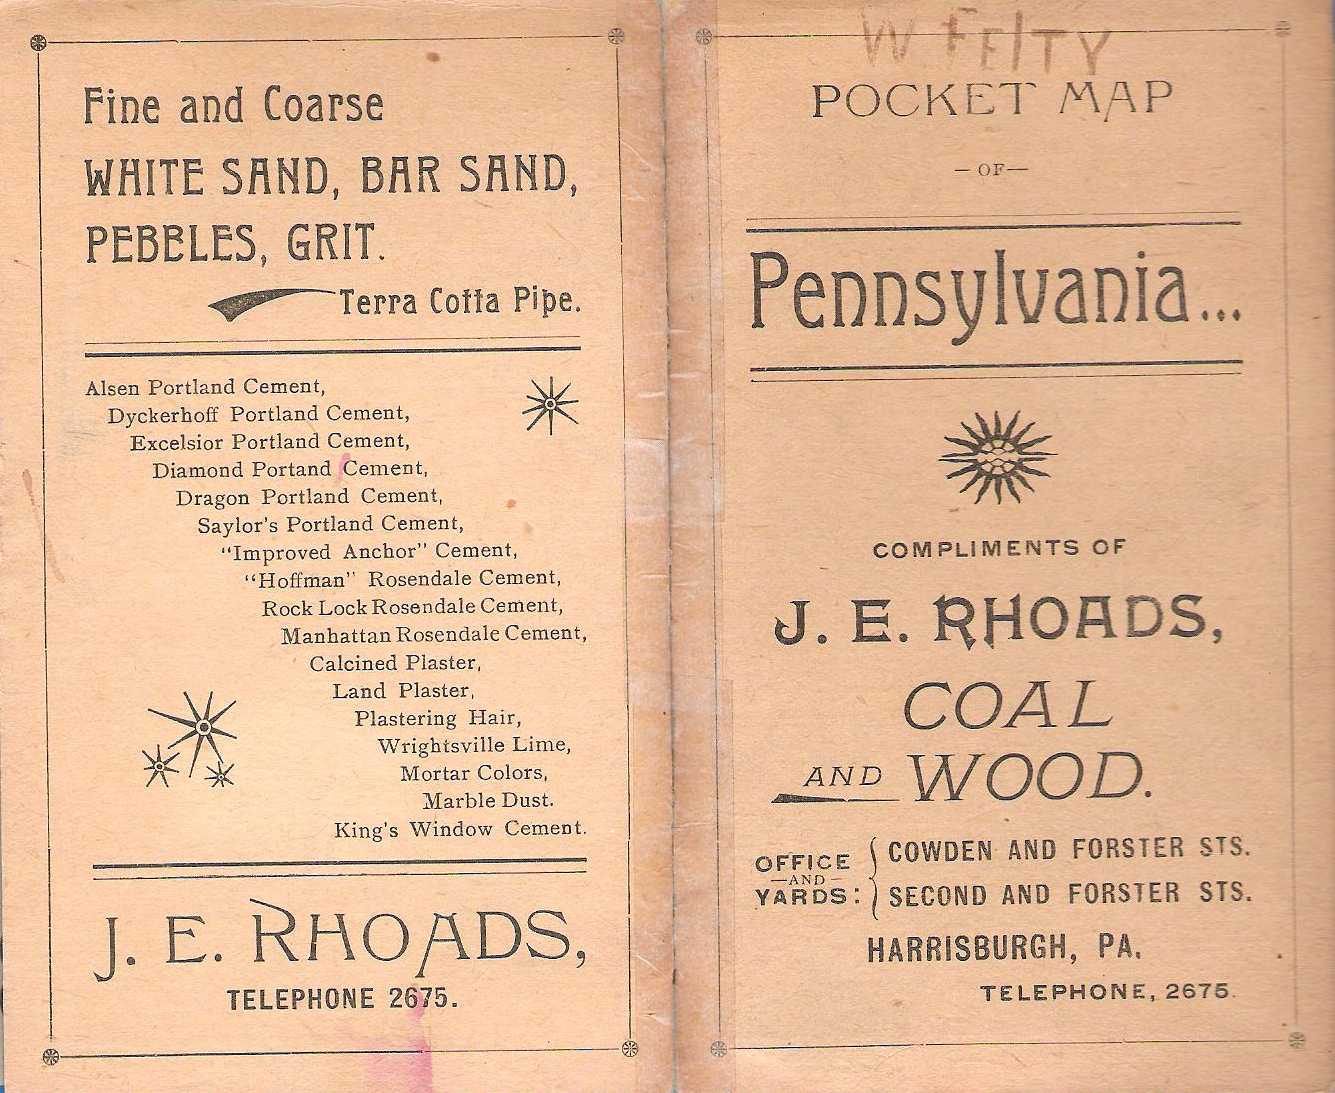 Fine and Coarse
WHITE SAND, BAR SAND,
PEBBLES, GRIT.
Terra Cotta Pipe.
Alsen Portland Cement,
Dyckerhoff Portland Cement,
Excelsior Portland Cement,
Diamond Portand Cement,
Dragon Portland Cement,
Saylor's Portland Cement,
"Improved Anchor" Cement,
"Hoffman" Rosendale Cement,
Rock Lock Rosendale Cement,
Manhattan Rosendale Cement,
Calcined Plaster,
Land Plaster,
Plastering Hair,
Wrightsville Lime,
Mortar Colors,
Marble Dust.
King's Window Cement.
J. E. RHOADS,
TELEPHONE 2675.
W FEITY
POCKET MAP
—OF—
Pennsylvania...
COMPLIMENTS OF
J. E. RHOADS,
COAL
AND WOOD.
OFFICE
—AND—
YARDS:
COWDEN AND FORSTER STS.
SECOND AND FORSTER STS.
HARRISBURGH, PA.
TELEPHONE, 2675.